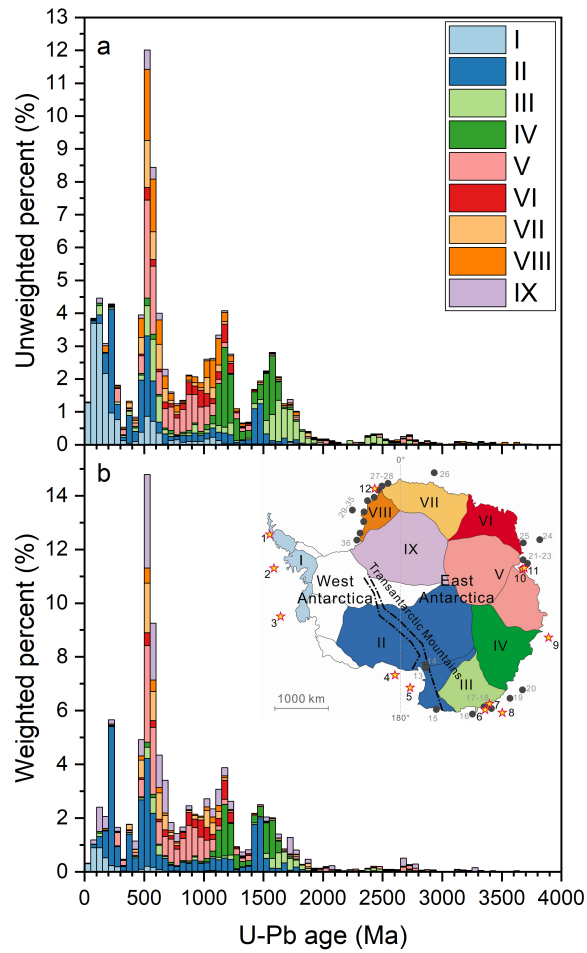 a
Unweighted percent (%)
13
12
11
10
9
8
7
6
5
4
3
2
1
0
I
II
III
IV
V
VI
VII
VIII
IX
b
Weighted percent (%)
14
12
10
8
6
4
2
0
0°
26
27-28
12
29-35
36
VIII
VII
VI
IX
25
24
21-23
11
10
V
1
I
2
3
West
Antarctica
East
Antarctica
Transantarctic Mountains
II
IV
9
III
4
13
5
15
16
17-18
6
7
8
19
20
180°
1000 km
0
500
1000
1500
2000
2500
3000
3500
4000
U-Pb age (Ma)